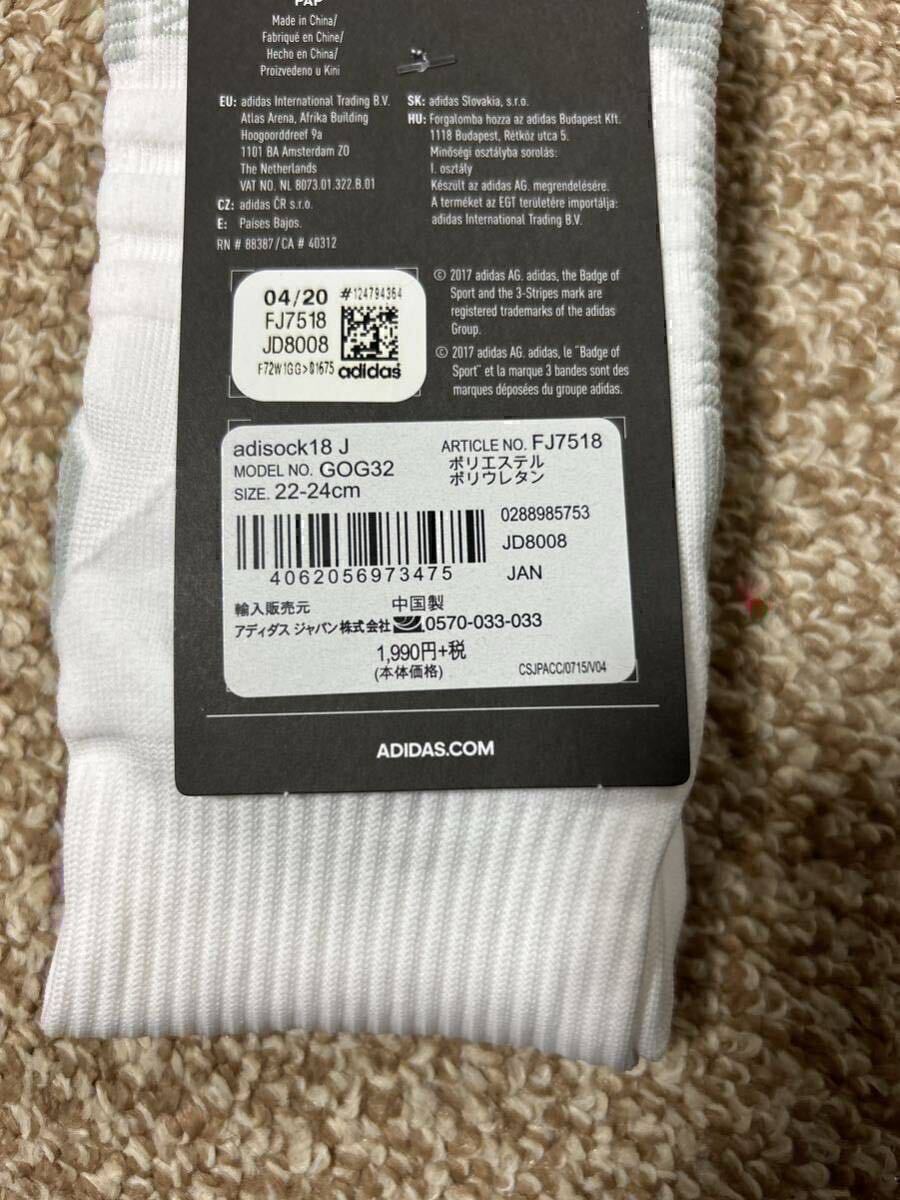 PAP
Made in China/
Fabriqué en Chine/
Hecho en China/
Proizvedeno u Kini
EU: adidas International Trading B.V.
Atlas Arena, Afrika Building
Hoogoorddreef 9a
1101 BA Amsterdam ZO
The Netherlands
VAT NO. NL 8073.01.322.B.01
CZ: adidas ČR s.r.o.
E: Países Bajos.
RN # 88387/CA # 40312
SK: adidas Slovakia, s.r.o.
HU: Forgalomba hozza az adidas Budapest Kft.
1118 Budapest, Rétköz utca 5.
Minőségi osztályba sorolás:
I. osztály
Készült az adidas AG. megrendelésére.
A terméket az EGT területére importálja:
adidas International Trading B.V.
© 2017 adidas AG. adidas, the Badge of
Sport and the 3-Stripes mark are
registered trademarks of the adidas
Group.
© 2017 adidas AG. adidas, le "Badge of
Sport" et la marque 3 bandes sont des
marques déposées du groupe adidas.
04/20 #124794364
FJ7518
JD8008
F72W1GG>01675 adidas
adisock18 J ARTICLE NO. FJ7518
MODEL NO. GOG32 ポリエステル
SIZE. 22-24cm ポリウレタン
0288985753
JD8008
4062056973475 JAN
輸入販売元 中国製
アディダス ジャパン株式会社 0570-033-033
1,990円+税
(本体価格) CSJPACC/0715/V04
ADIDAS.COM